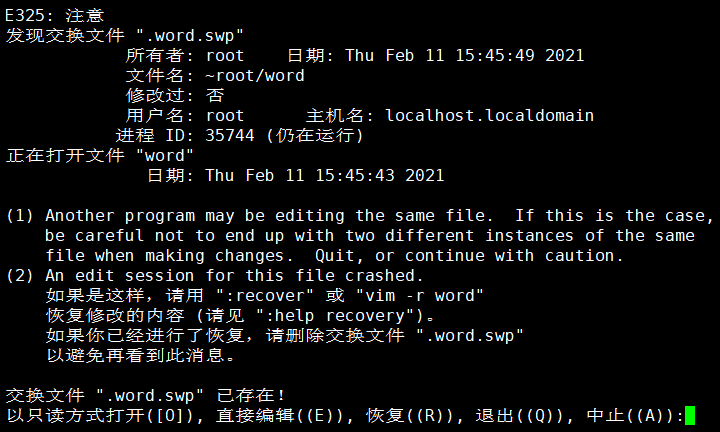 E325: 注意
发现交换文件 ".word.swp"
所有者: root    日期: Thu Feb 11 15:45:49 2021
文件名: ~root/word
修改过: 否
用户名: root      主机名: localhost.localdomain
进程 ID: 35744 (仍在运行)
正在打开文件 "word"
日期: Thu Feb 11 15:45:43 2021
(1) Another program may be editing the same file.  If this is the case,
be careful not to end up with two different instances of the same
file when making changes.  Quit, or continue with caution.
(2) An edit session for this file crashed.
如果是这样，请用 ":recover" 或 "vim -r word"
恢复修改的内容 (请见 ":help recovery")。
如果你已经进行了恢复，请删除交换文件 ".word.swp"
以避免再看到此消息。
交换文件 ".word.swp" 已存在！
以只读方式打开([O]), 直接编辑((E)), 恢复((R)), 退出((Q)), 中止((A)):